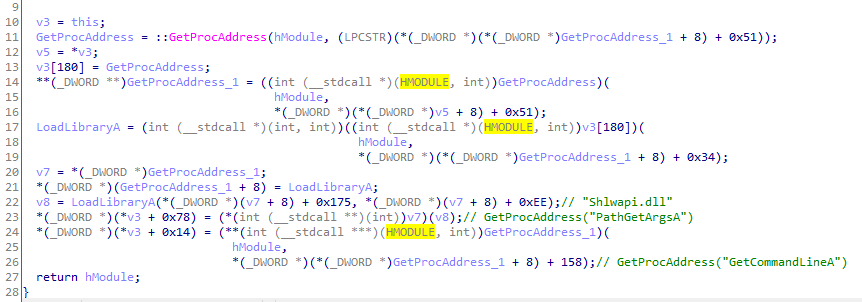 9
10 v3 = this;
11 GetProcAddress = ::GetProcAddress(hModule, (LPCSTR)(*(_DWORD *)(*(_DWORD *)GetProcAddress_1 + 8) + 0x51));
12 v5 = *v3;
13 v3[180] = GetProcAddress;
14 **(_DWORD **)GetProcAddress_1 = ((int (__stdcall *)(HMODULE, int))GetProcAddress)(
15 hModule,
16 *(_DWORD *)(*(_DWORD *)v5 + 8) + 0x51);
17 LoadLibraryA = (int (__stdcall *)(int, int))((int (__stdcall *)(HMODULE, int))v3[180])(
18 hModule,
19 *(_DWORD *)(*(_DWORD *)GetProcAddress_1 + 8) + 0x34);
20 v7 = *(_DWORD *)GetProcAddress_1;
21 *(_DWORD *)(GetProcAddress_1 + 8) = LoadLibraryA;
22 v8 = LoadLibraryA(*(_DWORD *)(v7 + 8) + 0x175, *(_DWORD *)(v7 + 8) + 0xEE);// "Shlwapi.dll"
23 *(_DWORD *)(*v3 + 0x78) = (*(int (__stdcall **)(int))v7)(v8);// GetProcAddress("PathGetArgsA")
24 *(_DWORD *)(*v3 + 0x14) = (**(int (__stdcall ***)(HMODULE, int))GetProcAddress_1)(
25 hModule,
26 *(_DWORD *)(*(_DWORD *)GetProcAddress_1 + 8) + 158);// GetProcAddress("GetCommandLineA")
27 return hModule;
28 }